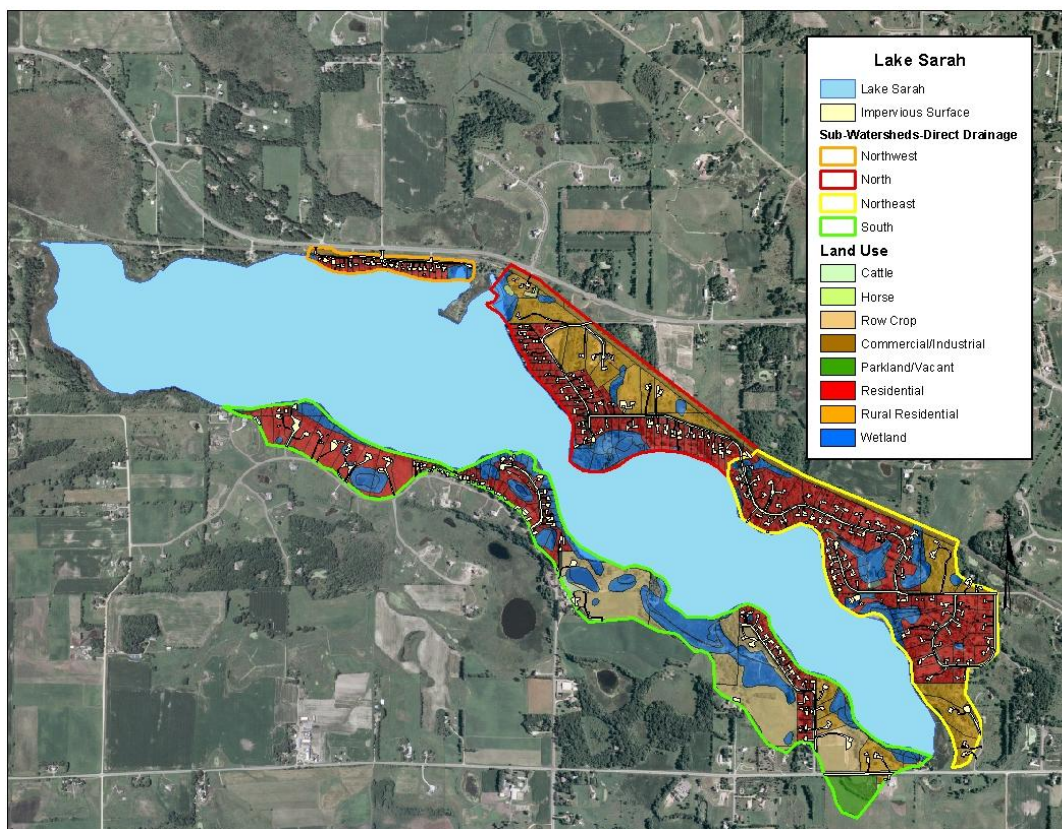 Lake Sarah
Lake Sarah
Impervious Surface
Sub-Watersheds-Direct Drainage
Northwest
North
Northeast
South
Land Use
Cattle
Horse
Row Crop
Commercial/Industrial
Parkland/Vacant
Residential
Rural Residential
Wetland